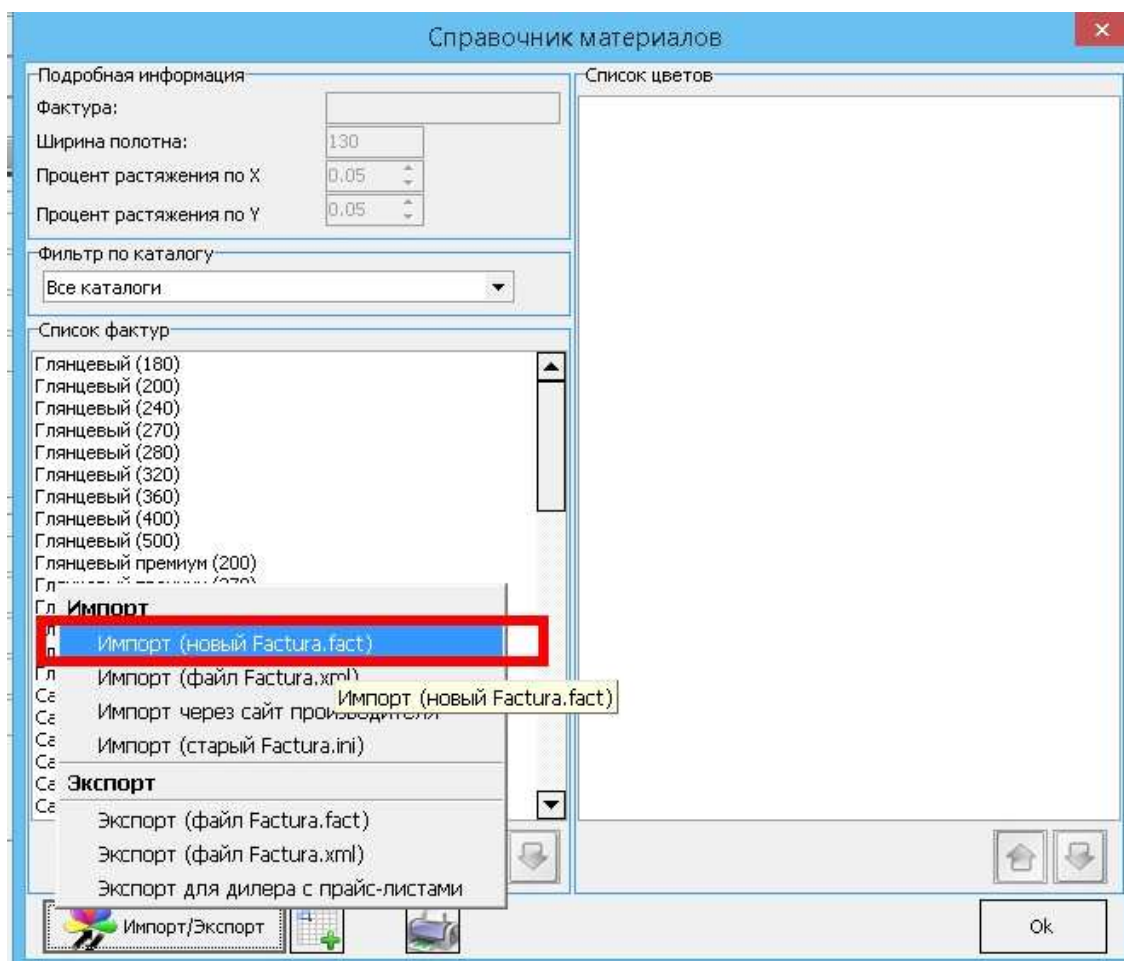 Справочник материалов
Подробная информация
Фактура:
Ширина полотна:
130
Процент растяжения по X
0.05
Процент растяжения по Y
0.05
Фильтр по каталогу
Все каталоги
Список фактур
Глянцевый (180)
Глянцевый (200)
Глянцевый (240)
Глянцевый (270)
Глянцевый (280)
Глянцевый (320)
Глянцевый (360)
Глянцевый (400)
Глянцевый (500)
Глянцевый премиум (200)
Импорт
Импорт (новый Factura.fact)
Импорт (файл Factura.xml)
Импорт (новый Factura.fact)
Импорт через сайт производителя
Импорт (старый Factura.ini)
Экспорт
Экспорт (файл Factura.fact)
Экспорт (файл Factura.xml)
Экспорт для дилера с прайс-листами
Импорт/Экспорт
Список цветов
Ok